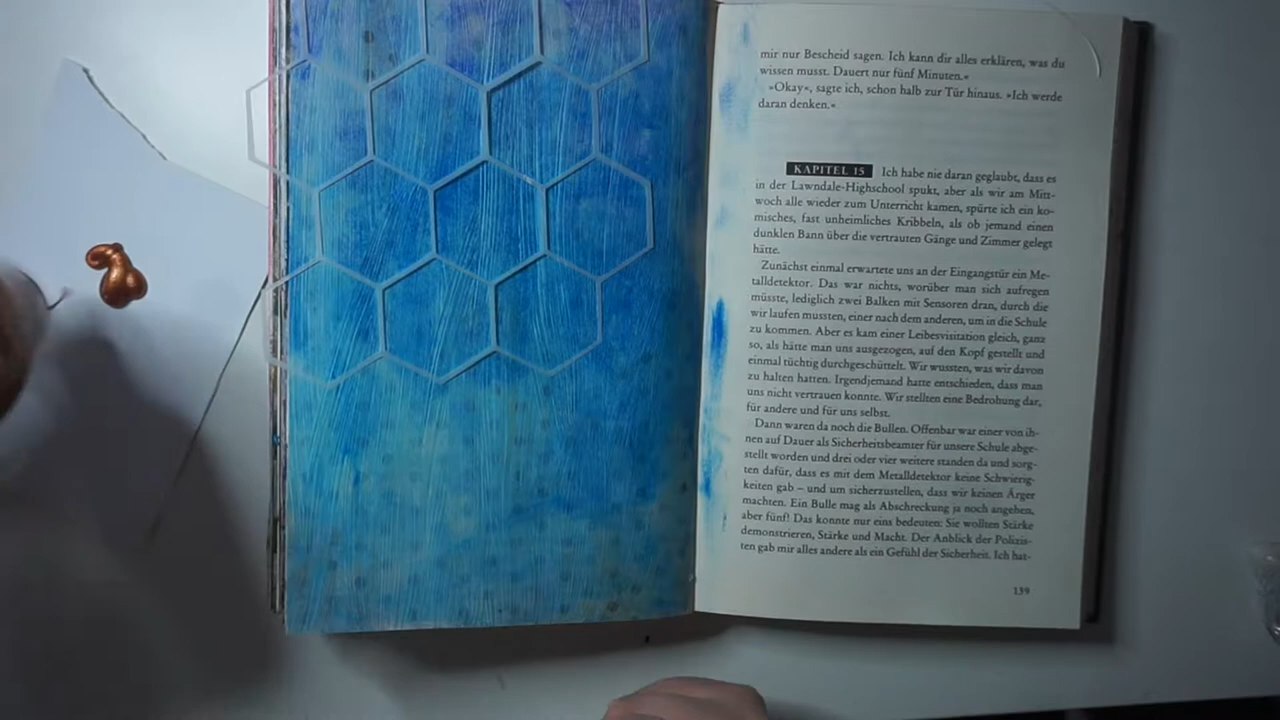 mir nur Bescheid sagen. Ich kann dir alles erklären, was du
wissen musst. Dauert nur fünf Minuten.«
»Okay«, sagte ich, schon halb zur Tür hinaus. »Ich werde
daran denken.«
KAPITEL 15 Ich habe nie daran geglaubt, dass es
in der Lawndale-Highschool spukt, aber als wir am Mitt-
woch alle wieder zum Unterricht kamen, spürte ich ein ko-
misches, fast unheimliches Kribbeln, als ob jemand einen
dunklen Bann über die vertrauten Gänge und Zimmer gelegt
hätte.
Zunächst einmal erwartete uns an der Eingangstür ein Me-
talldetektor. Das war nichts, worüber man sich aufregen
müsste, lediglich zwei Balken mit Sensoren dran, durch die
wir laufen mussten, einer nach dem anderen, um in die Schule
zu kommen. Aber es kam einer Leibesvisitation gleich, ganz
so, als hätte man uns ausgezogen, auf den Kopf gestellt und
einmal tüchtig durchgeschüttelt. Wir wussten, was wir davon
zu halten hatten. Irgendjemand hatte entschieden, dass man
uns nicht vertrauen konnte. Wir stellten eine Bedrohung dar,
für andere und für uns selbst.
Dann waren da noch die Bullen. Offenbar war einer von ih-
nen auf Dauer als Sicherheitsbeamter für unsere Schule abge-
stellt worden und drei oder vier weitere standen da und sorg-
ten dafür, dass es mit dem Metalldetektor keine Schwierig-
keiten gab – und um sicherzustellen, dass wir keinen Ärger
machten. Ein Bulle mag als Abschreckung ja noch angehen,
aber fünf! Das konnte nur eins bedeuten: Sie wollten Stärke
demonstrieren, Stärke und Macht. Der Anblick der Polizis-
ten gab mir alles andere als ein Gefühl der Sicherheit. Ich hat-
139